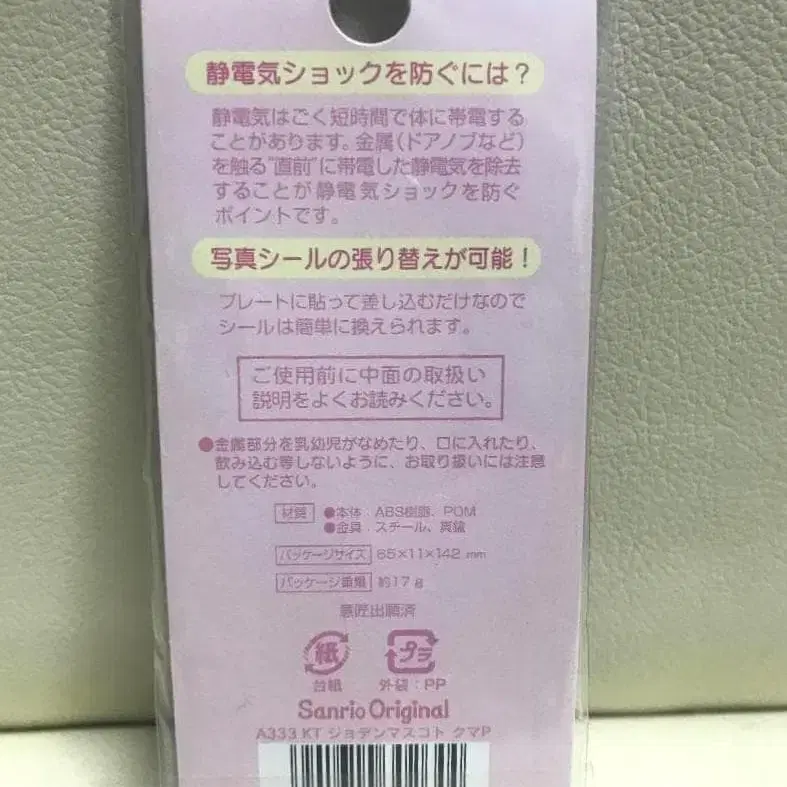 静電気ショックを防ぐには？
静電気はごく短時間で体に帯電する
ことがあります。金属（ドアノブなど）
を触る"直前"に帯電した静電気を除去
することが静電気ショックを防ぐ
ポイントです。
写真シールの張り替えが可能！
プレートに貼って差し込むだけなので
シールは簡単に換えられます。
ご使用前に中面の取扱い
説明をよくお読みください。
●金属部分を乳幼児がなめたり、口に入れたり、
飲み込む等しないように、お取り扱いには注意
してください。
材質 ●本体：ABS樹脂、POM
●金具：スチール、真鍮
パッケージサイズ 65×11×142 mm
パッケージ重量 約17g
意匠出願済
紙 プラ
台紙 外袋：PP
Sanrio Original
A333 KT ジョデンマスコト クマP